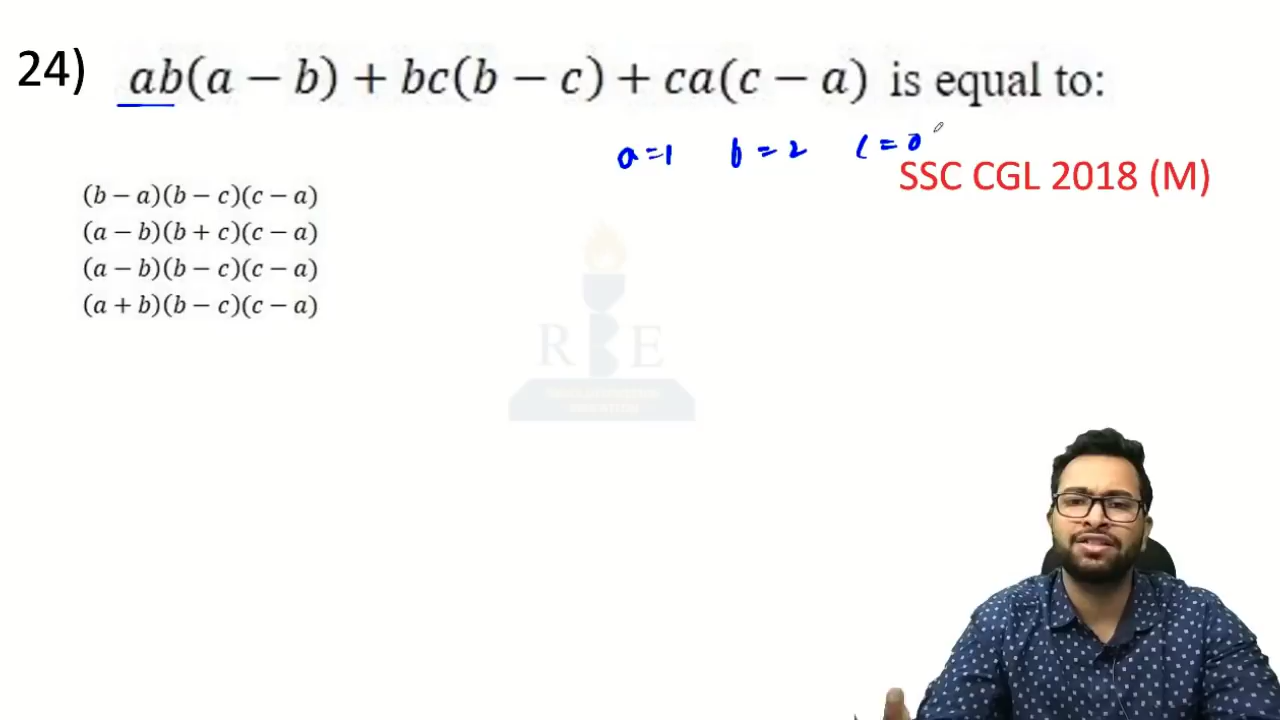 24) ab(a − b) + bc(b − c) + ca(c − a) is equal to:
a=1 b=2 c=0
SSC CGL 2018 (M)
(b − a)(b − c)(c − a)
(a − b)(b + c)(c − a)
(a − b)(b − c)(c − a)
(a + b)(b − c)(c − a)
R B E